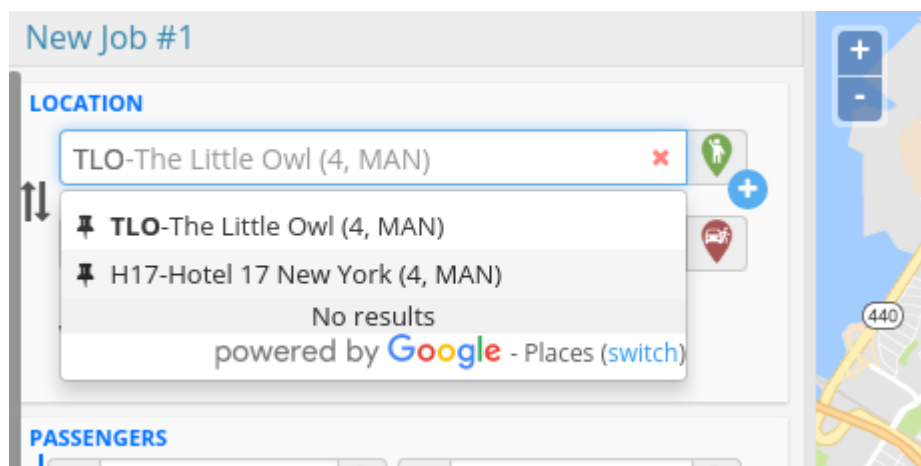 New Job #1
LOCATION
TLO-The Little Owl (4, MAN)
TLO-The Little Owl (4, MAN)
H17-Hotel 17 New York (4, MAN)
No results
powered by Google - Places (switch)
PASSENGERS
+
-
440